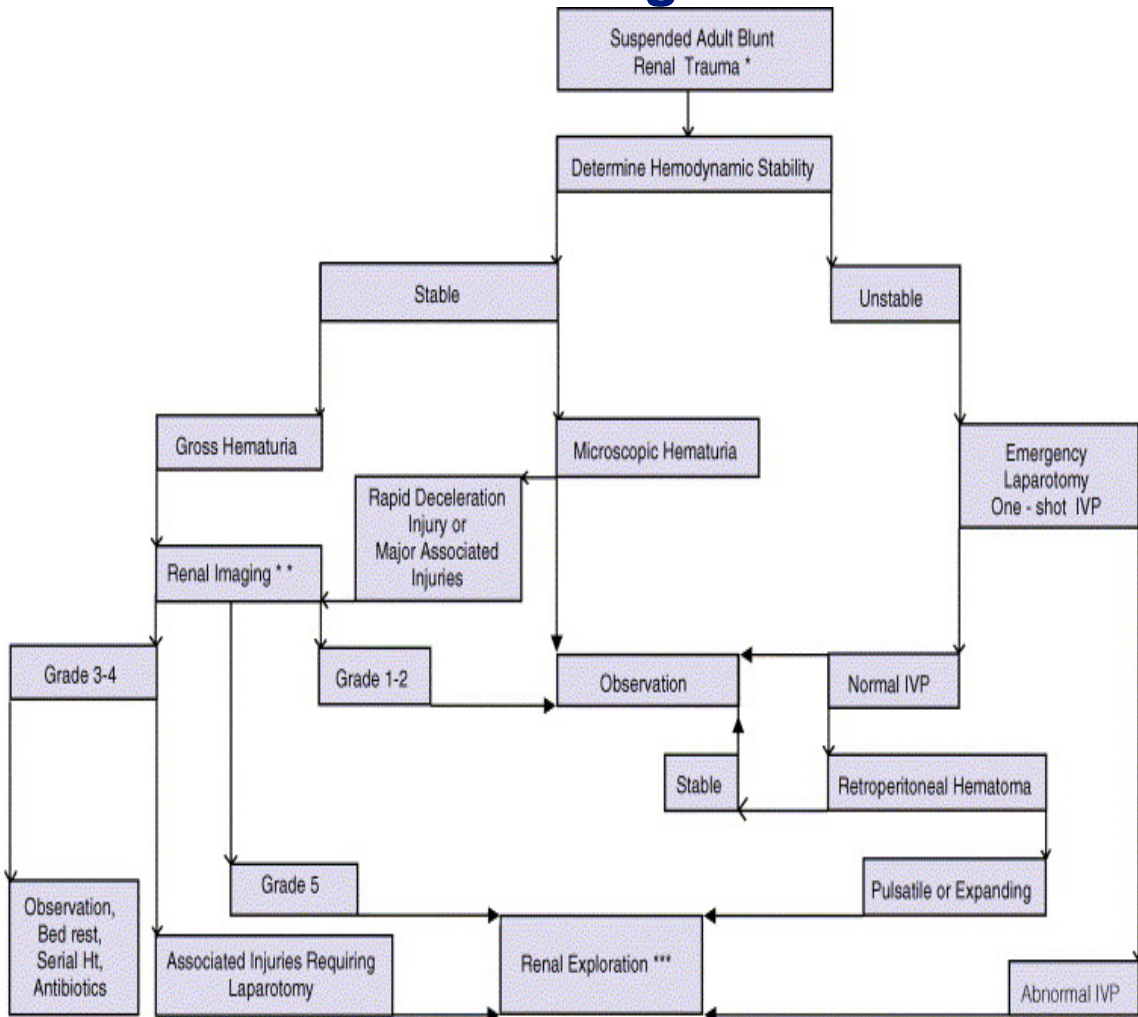 g
Suspended Adult Blunt
Renal Trauma *
Determine Hemodynamic Stability
Stable
Unstable
Gross Hematuria
Microscopic Hematuria
Emergency
Laparotomy
One - shot IVP
Rapid Deceleration
Injury or
Major Associated
Injuries
Renal Imaging * *
Grade 3-4
Grade 1-2
Observation
Normal IVP
Stable
Retroperitoneal Hematoma
Grade 5
Pulsatile or Expanding
Observation,
Bed rest,
Serial Ht,
Antibiotics
Associated Injuries Requiring
Laparotomy
Renal Exploration ***
Abnormal IVP